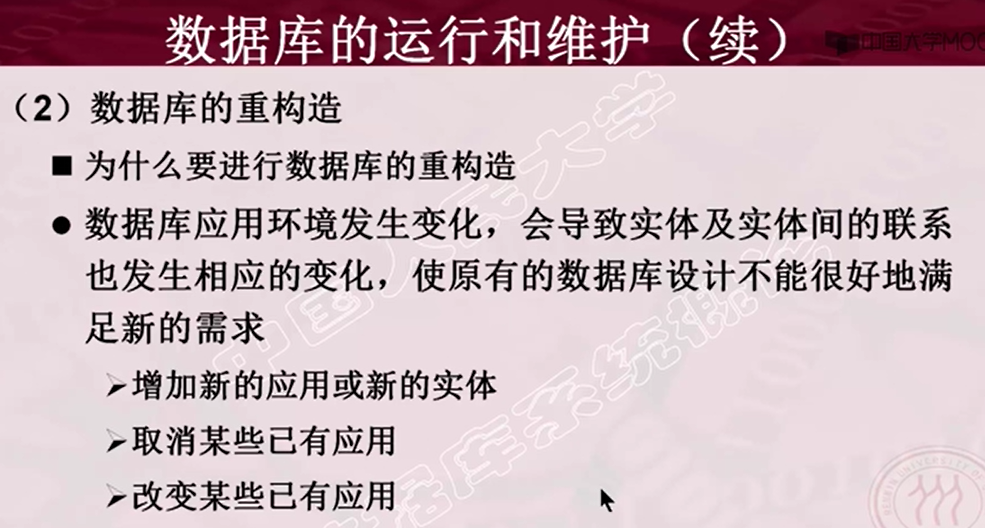 数据库的运行和维护（续）
中国大学MOO
（2）数据库的重构造
■ 为什么要进行数据库的重构造
● 数据库应用环境发生变化，会导致实体及实体间的联系
也发生相应的变化，使原有的数据库设计不能很好地满
足新的需求
➢增加新的应用或新的实体
➢取消某些已有应用
➢改变某些已有应用
中国人民大学
数据库系统概论